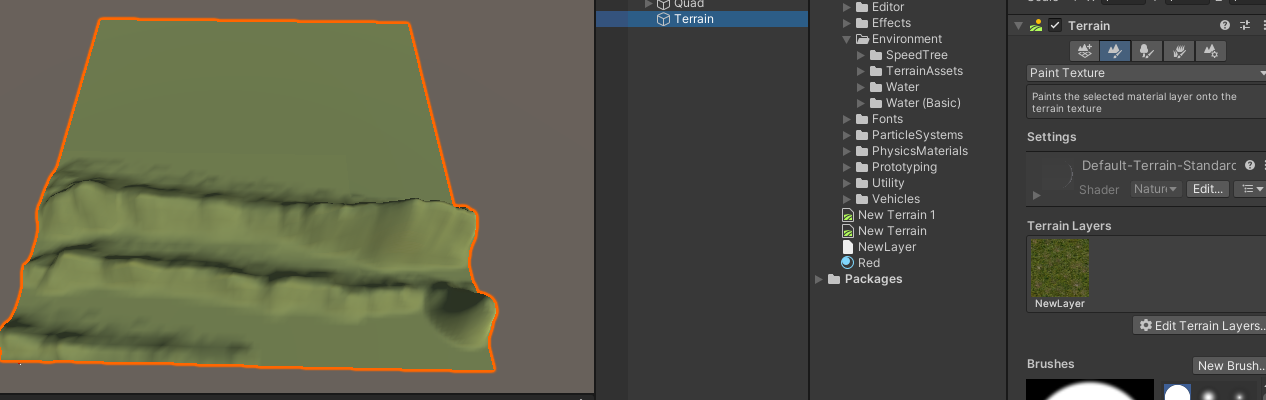 Quad
Terrain
Editor
Effects
Environment
SpeedTree
TerrainAssets
Water
Water (Basic)
Fonts
ParticleSystems
PhysicsMaterials
Prototyping
Utility
Vehicles
New Terrain 1
New Terrain
NewLayer
Red
Packages
Terrain
Paint Texture
Paints the selected material layer onto the
terrain texture
Settings
Default-Terrain-Standard
Shader
Nature
Edit...
Terrain Layers
NewLayer
Edit Terrain Layers..
Brushes
New Brush..